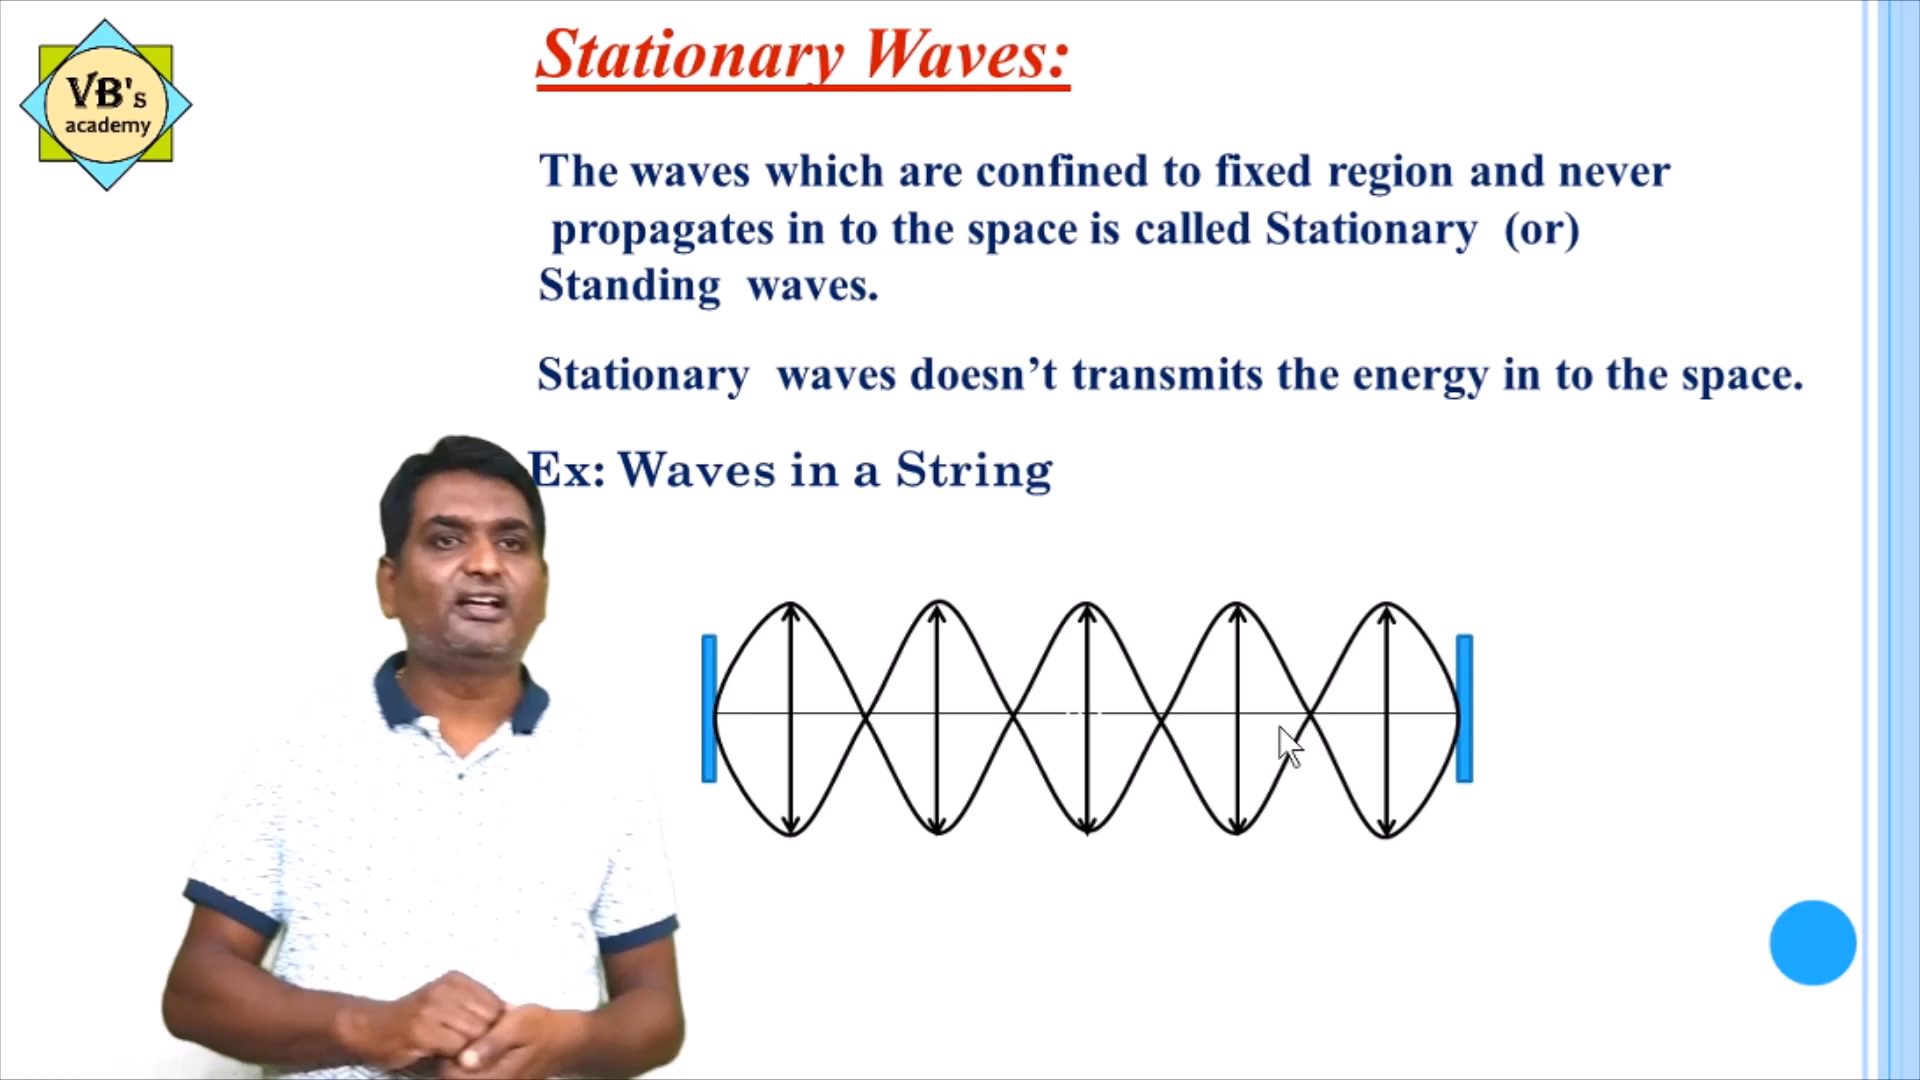 VB's
academy
Stationary Waves:
The waves which are confined to fixed region and never
propagates in to the space is called Stationary (or)
Standing waves.
Stationary waves doesn’t transmits the energy in to the space.
Ex: Waves in a String